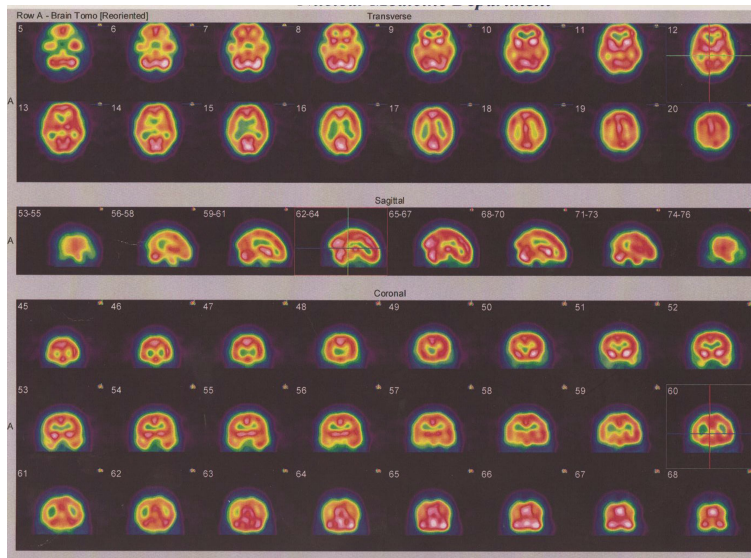 Row A - Brain Tomo [Reoriented]
Transverse
5 6 7 8 9 10 11 12
A
13 14 15 16 17 18 19 20
Sagittal
53-55 56-58 59-61 62-64 65-67 68-70 71-73 74-76
A
Coronal
45 46 47 48 49 50 51 52
53 54 55 56 57 58 59 60
A
61 62 63 64 65 66 67 68